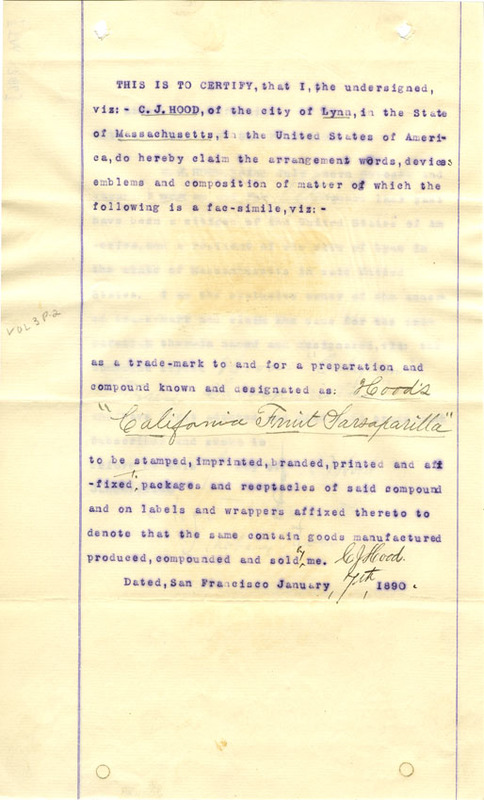 THIS IS TO CERTIFY, that I, the undersigned,
viz:- C. J. HOOD, of the city of Lynn, in the State
of Massachusetts, in the United States of Ameri-
ca, do hereby claim the arrangement words, devices
emblems and composition of matter of which the
following is a fac-simile, viz:-
VOL 3 P. 2
as a trade-mark to and for a preparation and
compound known and designated as: Hood's
"California Fruit Sarsaparilla"
to be stamped, imprinted, branded, printed and aff
-fixed, packages and recptacles of said compound
and on labels and wrappers affixed thereto to
denote that the same contain goods manufactured
produced, compounded and sold by me. C J Hood.
Dated, San Francisco January 7th, 1890.